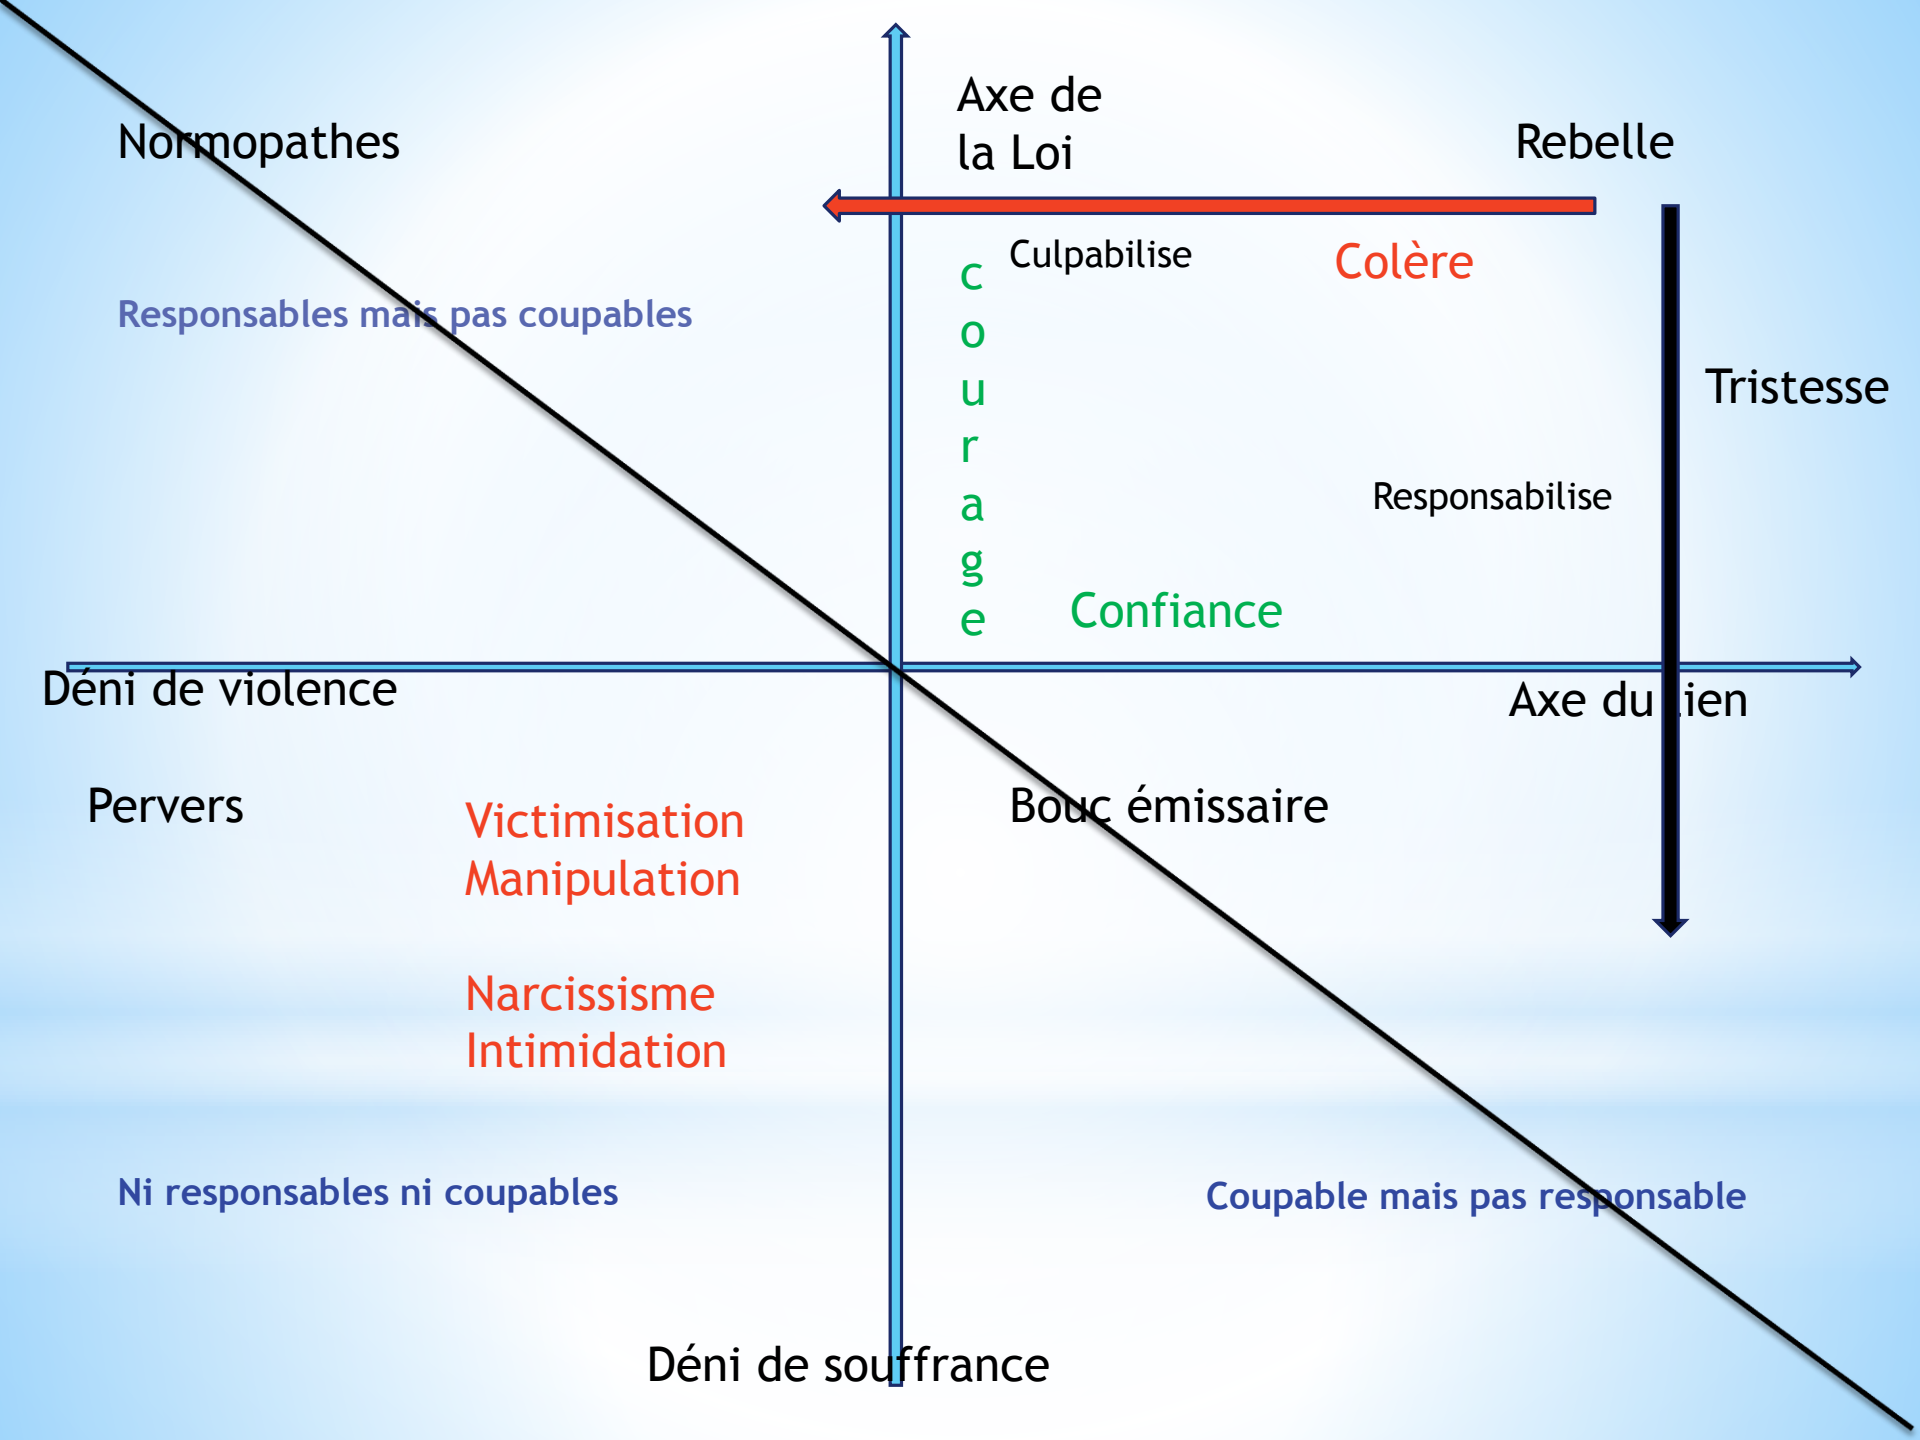 Axe de
la Loi
Normopathes
Rebelle
Culpabilise
Colère
c
o
u
r
a
g
e
Responsables mais pas coupables
Tristesse
Responsabilise
Confiance
Déni de violence
Axe du lien
Pervers
Victimisation
Manipulation
Narcissisme
Intimidation
Bouc émissaire
Ni responsables ni coupables
Coupable mais pas responsable
Déni de souffrance